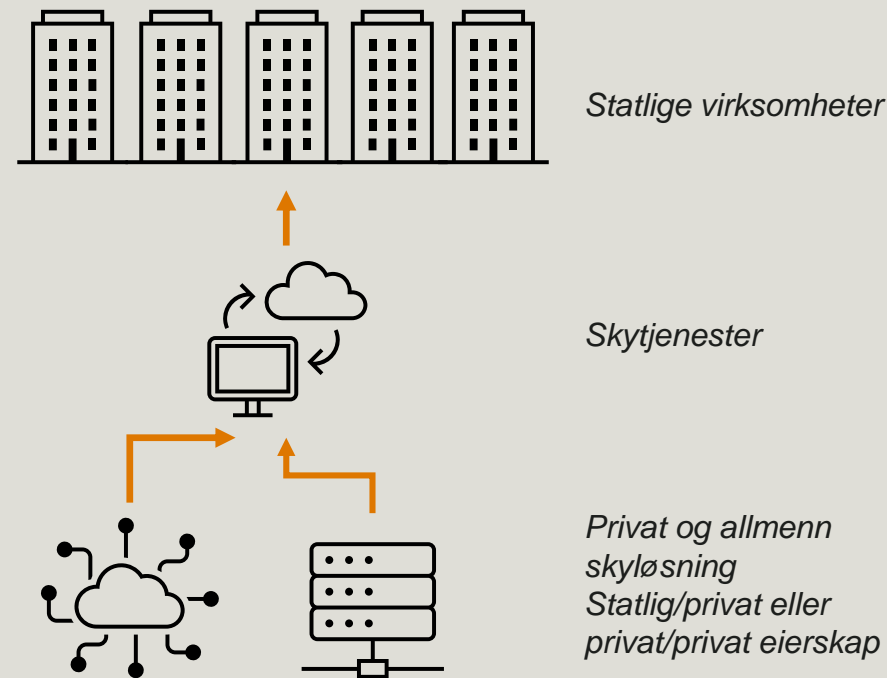 Statlige virksomheter
Skytjenester
Privat og allmenn
skyløsning
Statlig/privat eller
privat/privat eierskap